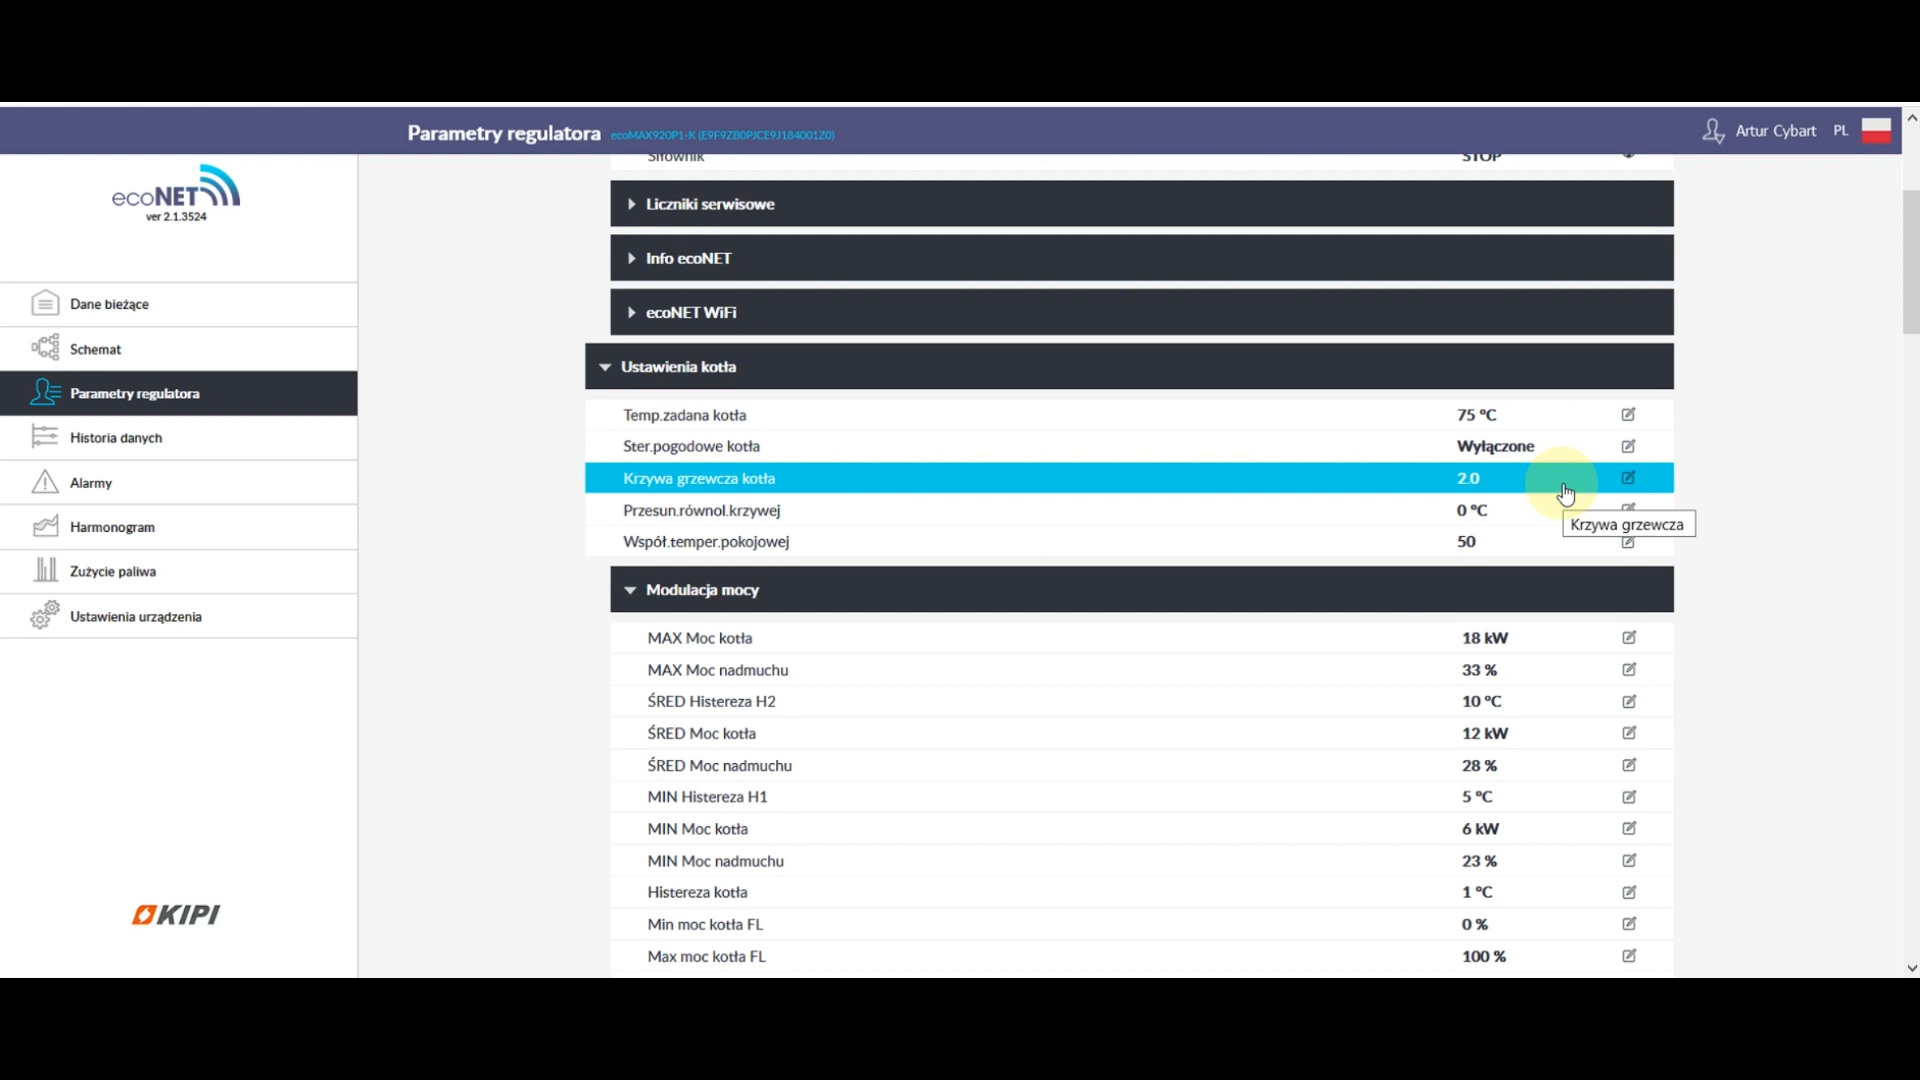 Parametry regulatora ecoMAX920P1-K (E9F9ZB0PJCE9J184001Z0)
Artur Cybart PL
ecoNET
ver 2.1.3524
Dane bieżące
Schemat
Parametry regulatora
Historia danych
Alarmy
Harmonogram
Zużycie paliwa
Ustawienia urządzenia
KIPI
Siłownik STOP
Liczniki serwisowe
Info ecoNET
ecoNET WiFi
Ustawienia kotła
Temp.zadana kotła 75 °C
Ster.pogodowe kotła Wyłączone
Krzywa grzewcza kotła 2.0
Przesun.równol.krzywej 0 °C
Krzywa grzewcza
Współ.temper.pokojowej 50
Modulacja mocy
MAX Moc kotła 18 kW
MAX Moc nadmuchu 33 %
ŚRED Histereza H2 10 °C
ŚRED Moc kotła 12 kW
ŚRED Moc nadmuchu 28 %
MIN Histereza H1 5 °C
MIN Moc kotła 6 kW
MIN Moc nadmuchu 23 %
Histereza kotła 1 °C
Min moc kotła FL 0 %
Max moc kotła FL 100 %